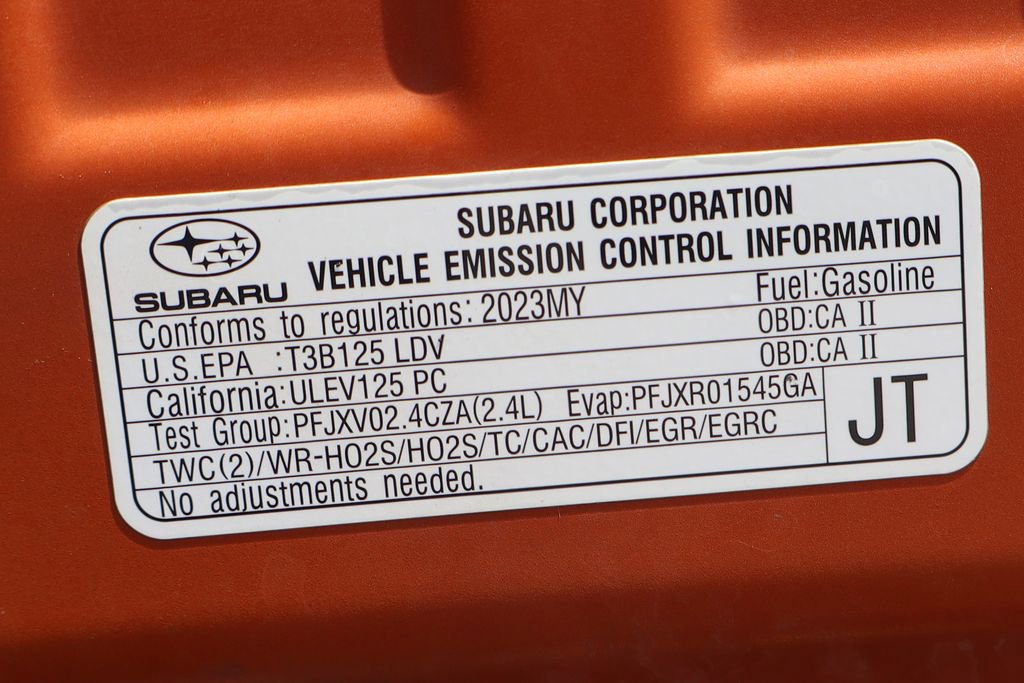 SUBARU
SUBARU CORPORATION
VEHICLE EMISSION CONTROL INFORMATION
Conforms to regulations: 2023MY Fuel:Gasoline
U.S.EPA :T3B125 LDV OBD:CA II
California:ULEV125 PC OBD:CA II
Test Group:PFJXV02.4CZA(2.4L) Evap:PFJXR01545GA
TWC(2)/WR-HO2S/HO2S/TC/CAC/DFI/EGR/EGRC
No adjustments needed.
JT